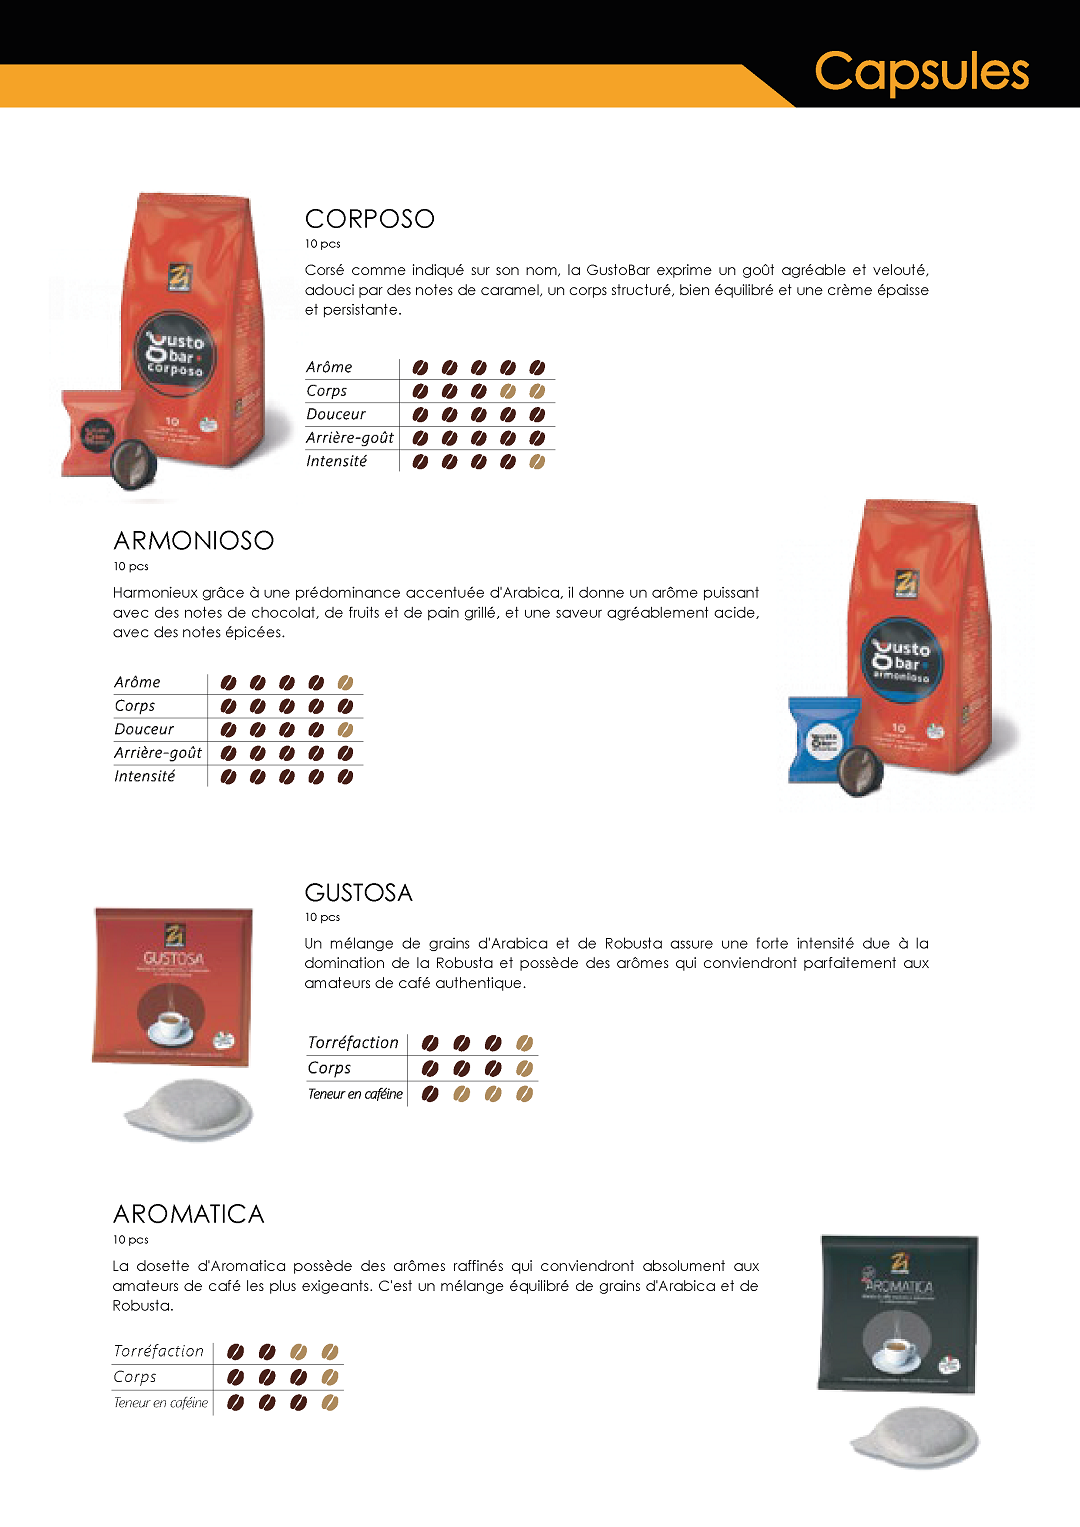 Capsules
CORPOSO
10 pcs
Corsé comme indiqué sur son nom, la GustoBar exprime un goût agréable et velouté,
adouci par des notes de caramel, un corps structuré, bien équilibré et une crème épaisse
et persistante.
Arôme
Corps
Douceur
Arrière-goût
Intensité
gusto
bar
corposo
10
ARMONIOSO
10 pcs
Harmonieux grâce à une prédominance accentuée d'Arabica, il donne un arôme puissant
avec des notes de chocolat, de fruits et de pain grillé, et une saveur agréablement acide,
avec des notes épicées.
Arôme
Corps
Douceur
Arrière-goût
Intensité
gusto
bar
armonioso
10
GUSTOSA
10 pcs
Un mélange de grains d'Arabica et de Robusta assure une forte intensité due à la
domination de la Robusta et possède des arômes qui conviendront parfaitement aux
amateurs de café authentique.
Torréfaction
Corps
Teneur en caféine
GUSTOSA
AROMATICA
10 pcs
La dosette d'Aromatica possède des arômes raffinés qui conviendront absolument aux
amateurs de café les plus exigeants. C'est un mélange équilibré de grains d'Arabica et de
Robusta.
Torréfaction
Corps
Teneur en caféine
AROMATICA